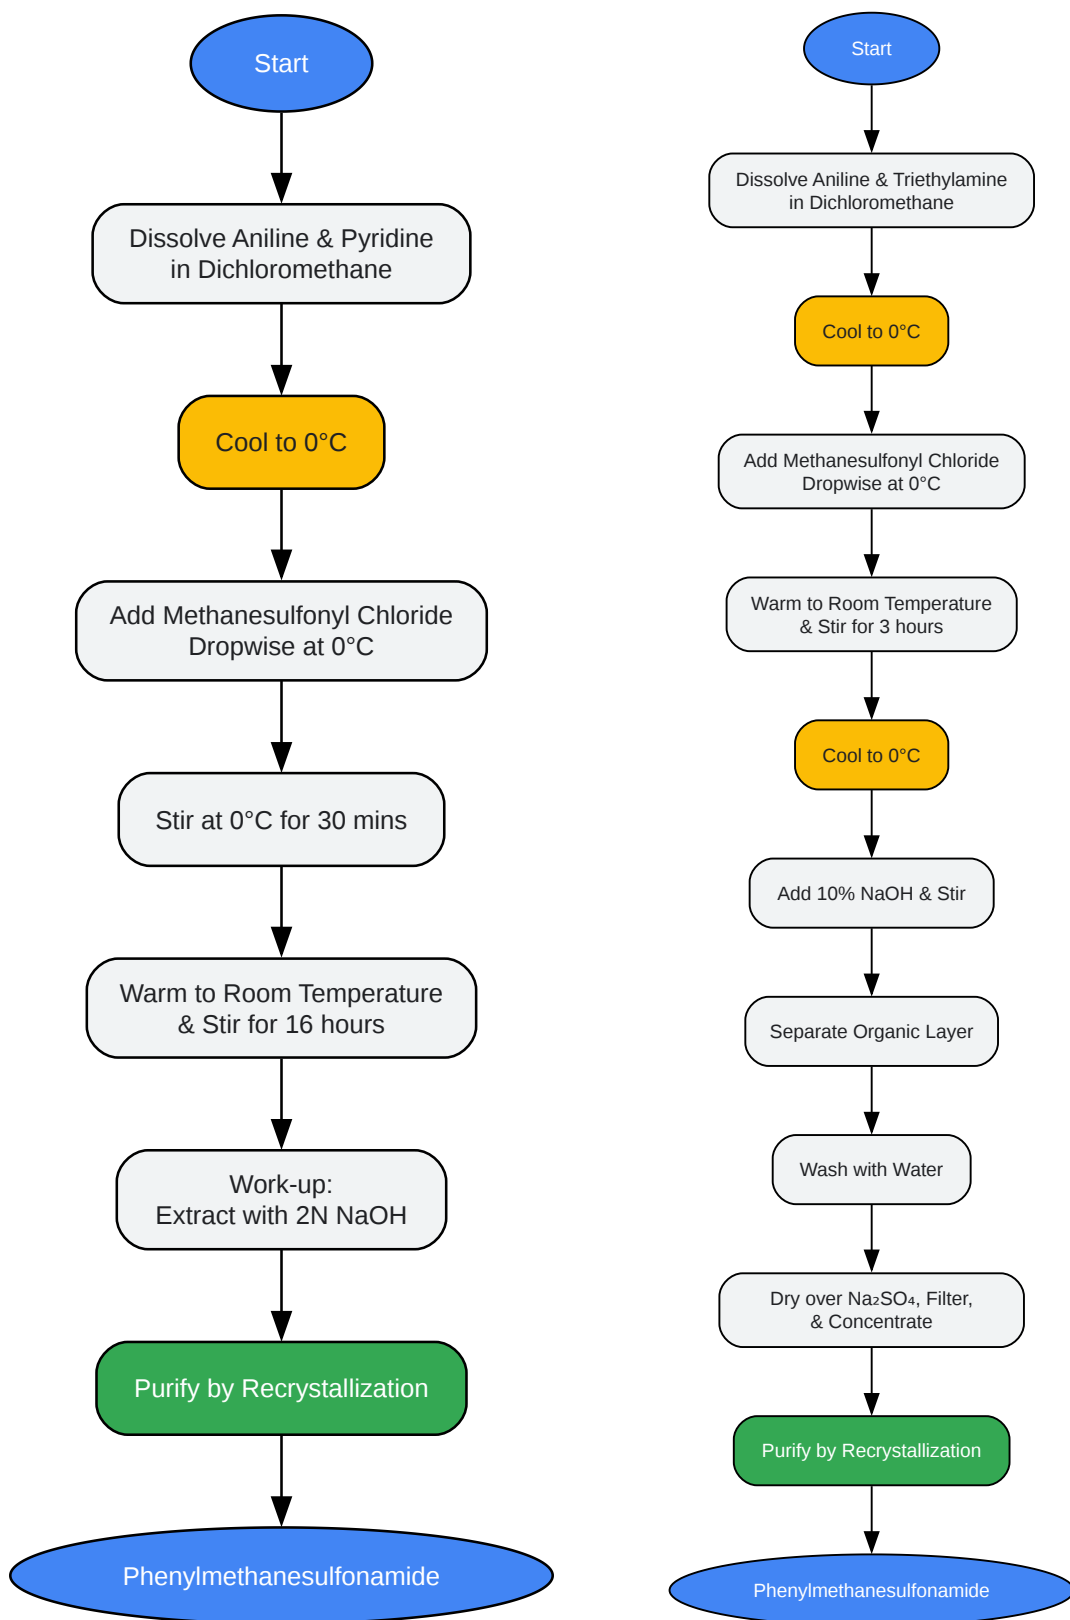 Start
Dissolve Aniline & Pyridine
in Dichloromethane
Cool to 0°C
Add Methanesulfonyl Chloride
Dropwise at 0°C
Stir at 0°C for 30 mins
Warm to Room Temperature
& Stir for 16 hours
Work-up:
Extract with 2N NaOH
Purify by Recrystallization
Phenylmethanesulfonamide
Start
Dissolve Aniline & Triethylamine
in Dichloromethane
Cool to 0°C
Add Methanesulfonyl Chloride
Dropwise at 0°C
Warm to Room Temperature
& Stir for 3 hours
Cool to 0°C
Add 10% NaOH & Stir
Separate Organic Layer
Wash with Water
Dry over Na₂SO₄, Filter,
& Concentrate
Purify by Recrystallization
Phenylmethanesulfonamide